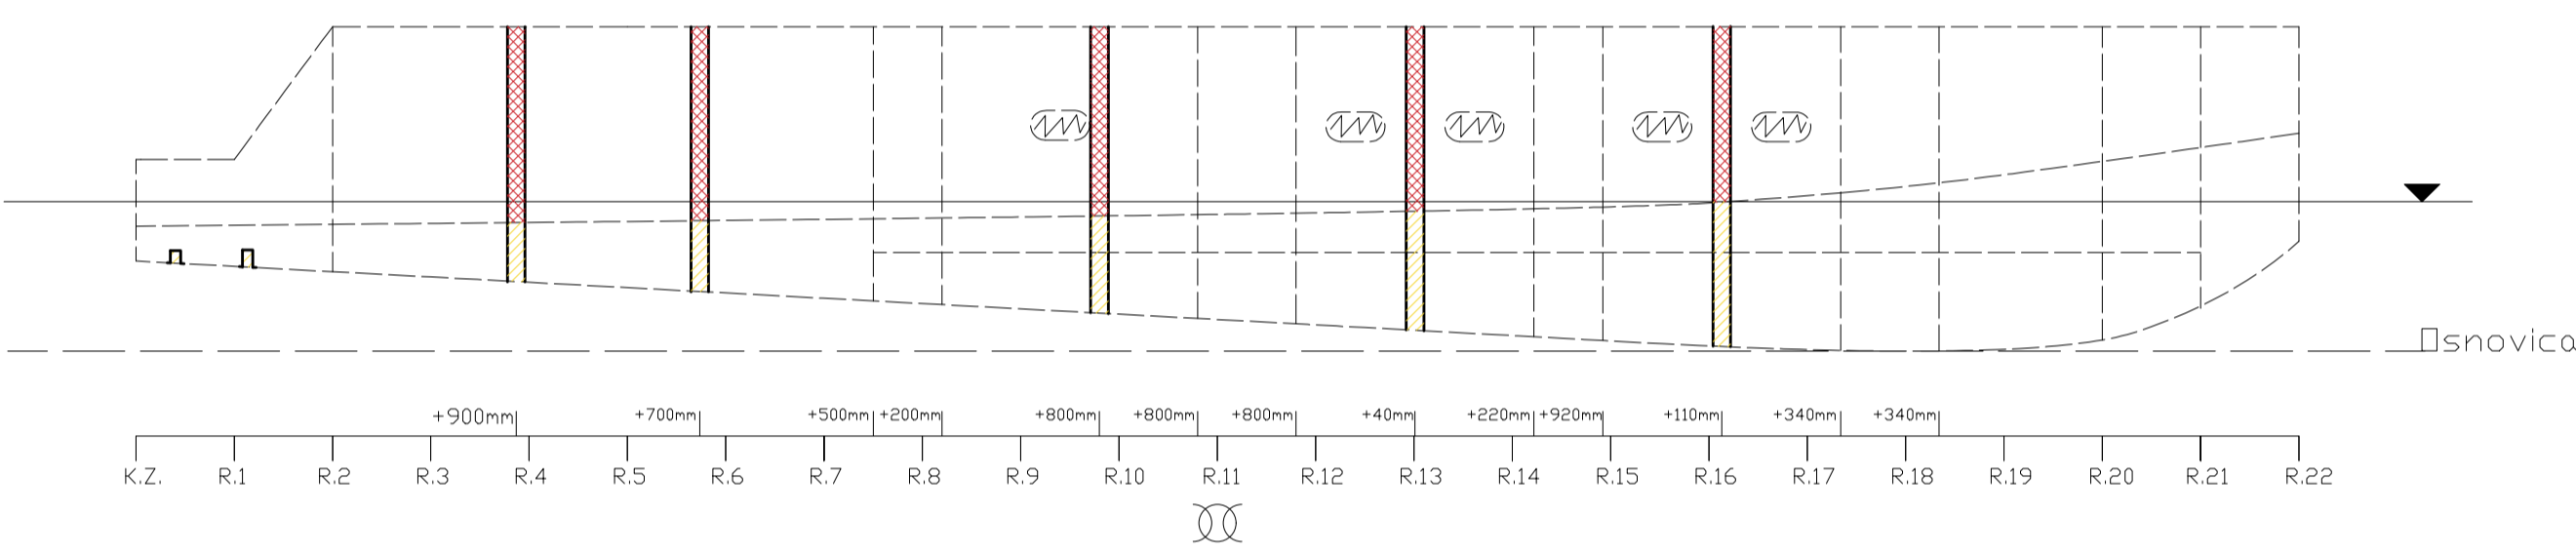 Osnovica
+900mm +700mm +500mm +200mm +800mm +800mm +800mm +40mm +220mm +920mm +110mm +340mm +340mm
K.Z. R.1 R.2 R.3 R.4 R.5 R.6 R.7 R.8 R.9 R.10 R.11 R.12 R.13 R.14 R.15 R.16 R.17 R.18 R.19 R.20 R.21 R.22